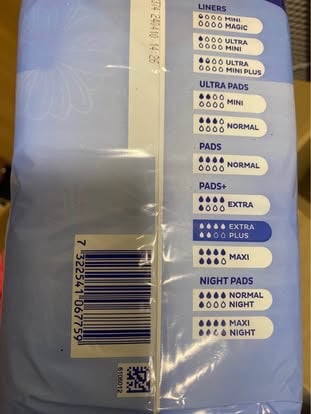 LINERS
MINI
MAGIC
ULTRA
MINI
ULTRA
MINI PLUS
ULTRA PADS
MINI
NORMAL
PADS
NORMAL
PADS+
EXTRA
EXTRA
PLUS
MAXI
NIGHT PADS
NORMAL
NIGHT
MAXI
NIGHT
7 322541 067759
6100012